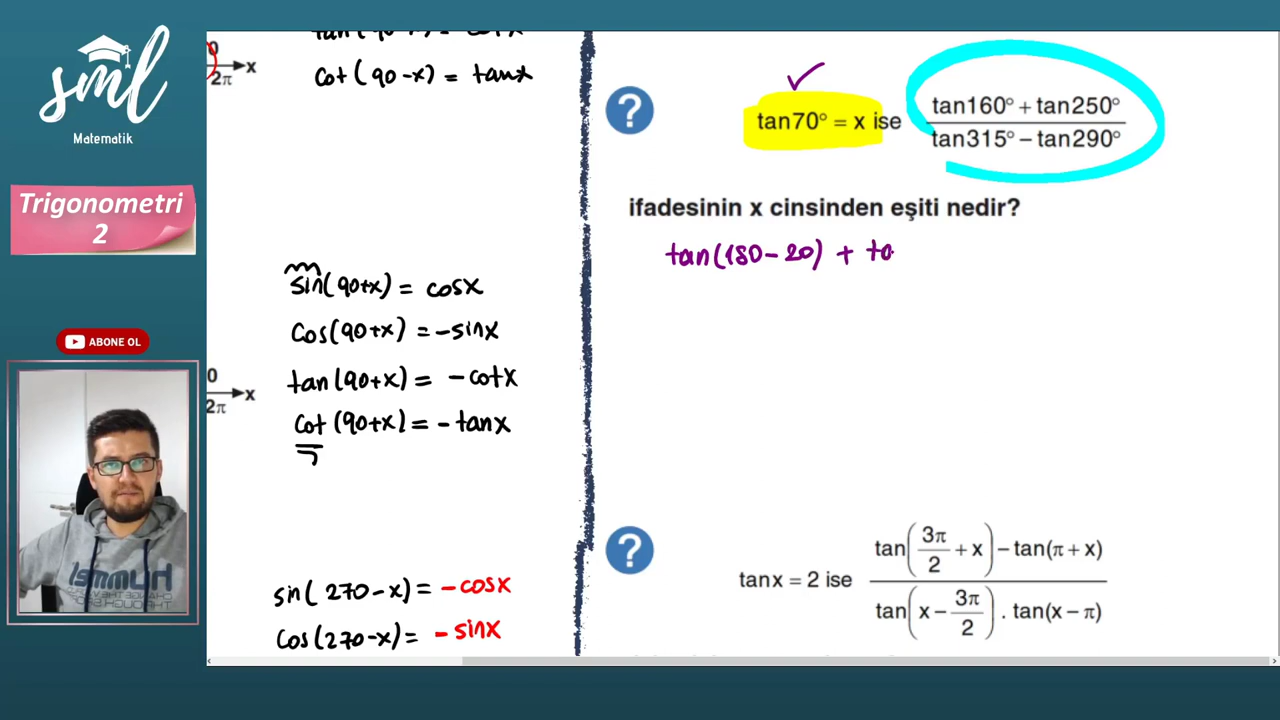 sml
Matematik
Trigonometri
2
ABONE OL
0
2π x
cot(90-x) = tanx
sin(90+x) = cosx
cos(90+x) = -sinx
tan(90+x) = -cotx
cot(90+x) = -tanx
0
2π x
sin(270-x) = -cosx
cos(270-x) = -sinx
?
tan70° = x ise
tan160° + tan250°
tan315° – tan290°
ifadesinin x cinsinden eşiti nedir?
tan(180-20) + ta
?
tanx = 2 ise
tan(3π/2 + x) – tan(π + x)
tan(x – 3π/2) . tan(x – π)